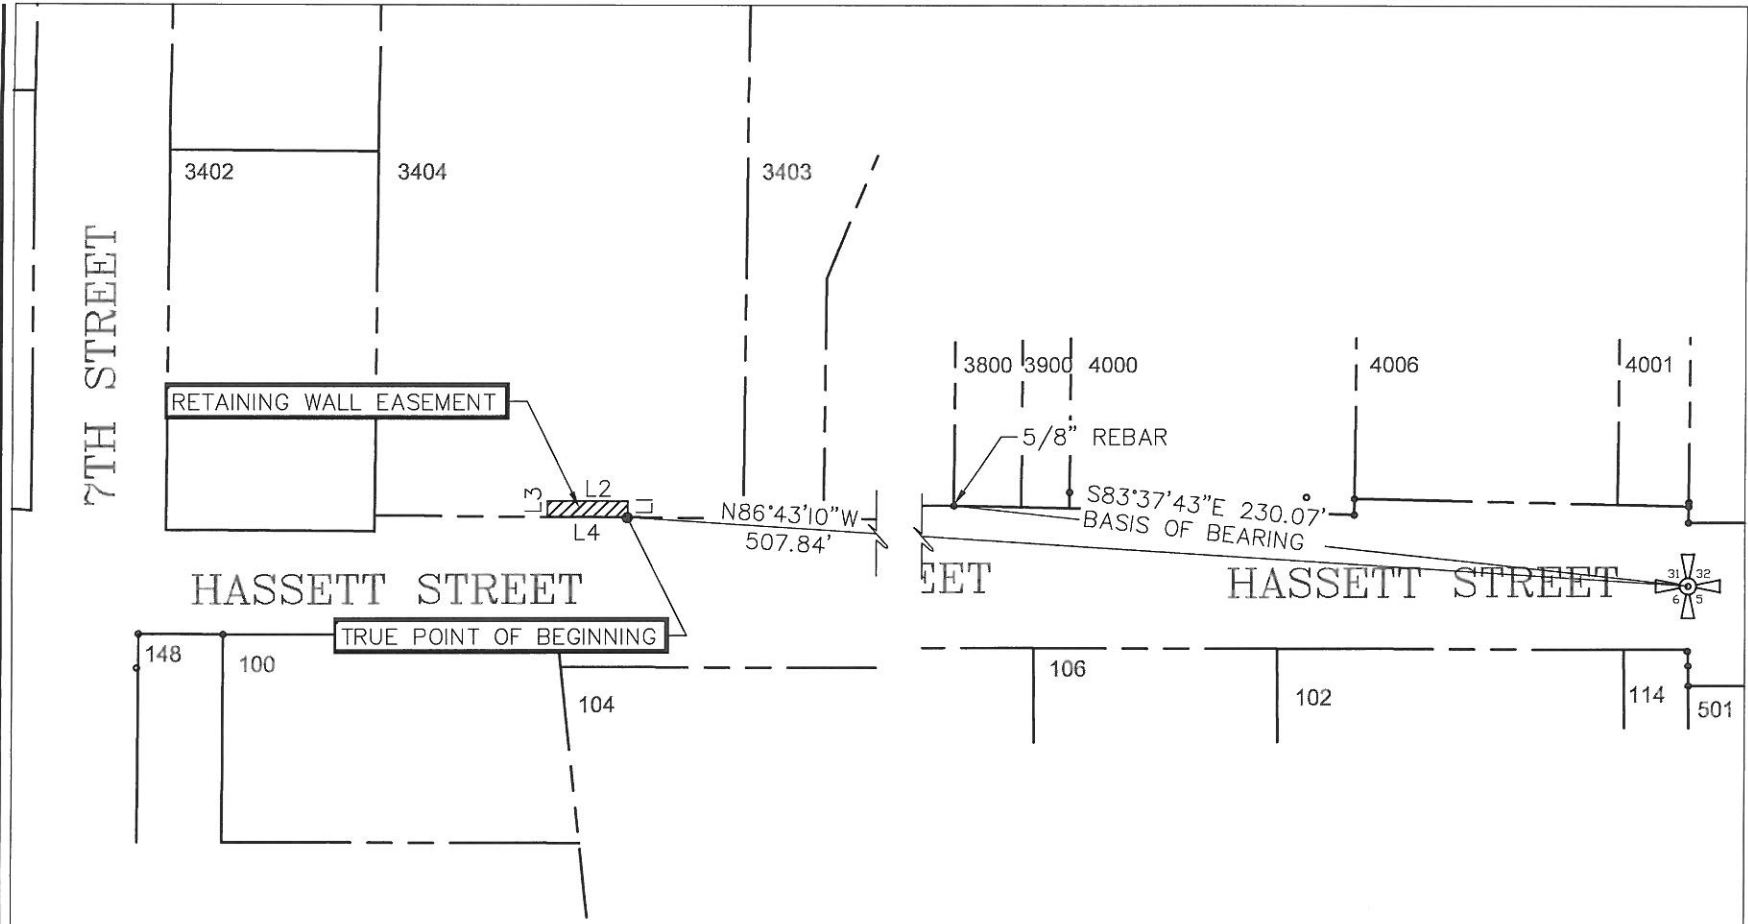 3402
3404
3403
7TH STREET
3800
3900
4000
4006
4001
RETAINING WALL EASEMENT
5/8" REBAR
L3
L2
L1
L4
N86°43'10"W
507.84'
S83°37'43"E 230.07'
BASIS OF BEARING
HASSETT STREET
EET
HASSETT STREET
31
32
6
5
TRUE POINT OF BEGINNING
148
100
104
106
102
114
501